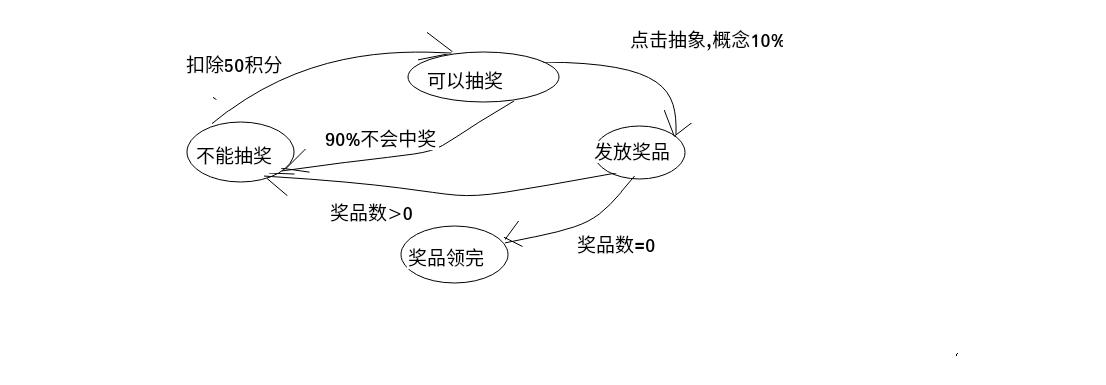 点击抽象,概念10%
扣除50积分
可以抽奖
90%不会中奖
不能抽奖
发放奖品
奖品数>0
奖品数=0
奖品领完